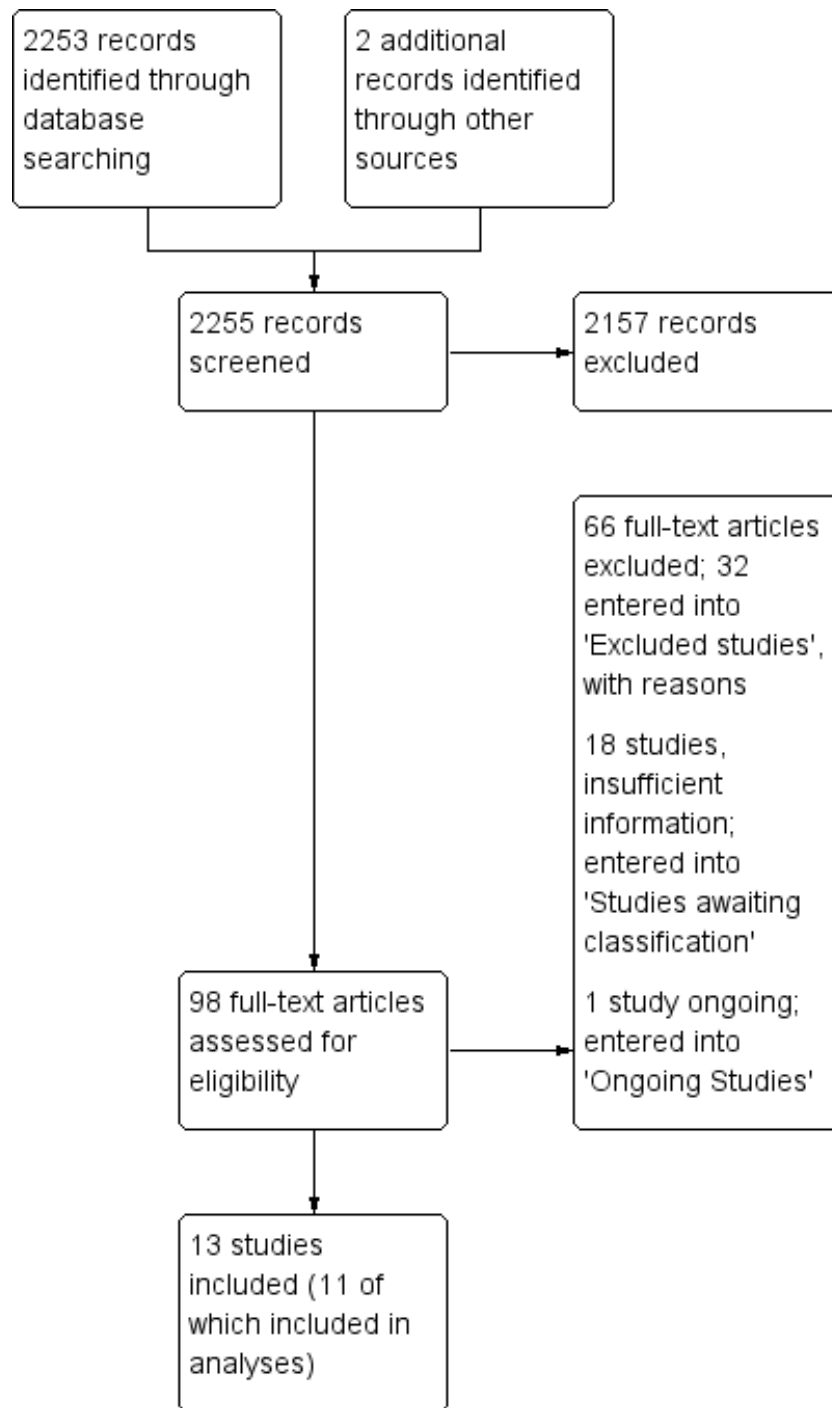 2253 records
identified through
database
searching
2 additional
records identified
through other
sources
2255 records
screened
2157 records
excluded
66 full-text articles
excluded; 32
entered into
'Excluded studies',
with reasons
18 studies,
insufficient
information;
entered into
'Studies awaiting
classification'
1 study ongoing;
entered into
'Ongoing Studies'
98 full-text articles
assessed for
eligibility
13 studies
included (11 of
which included in
analyses)